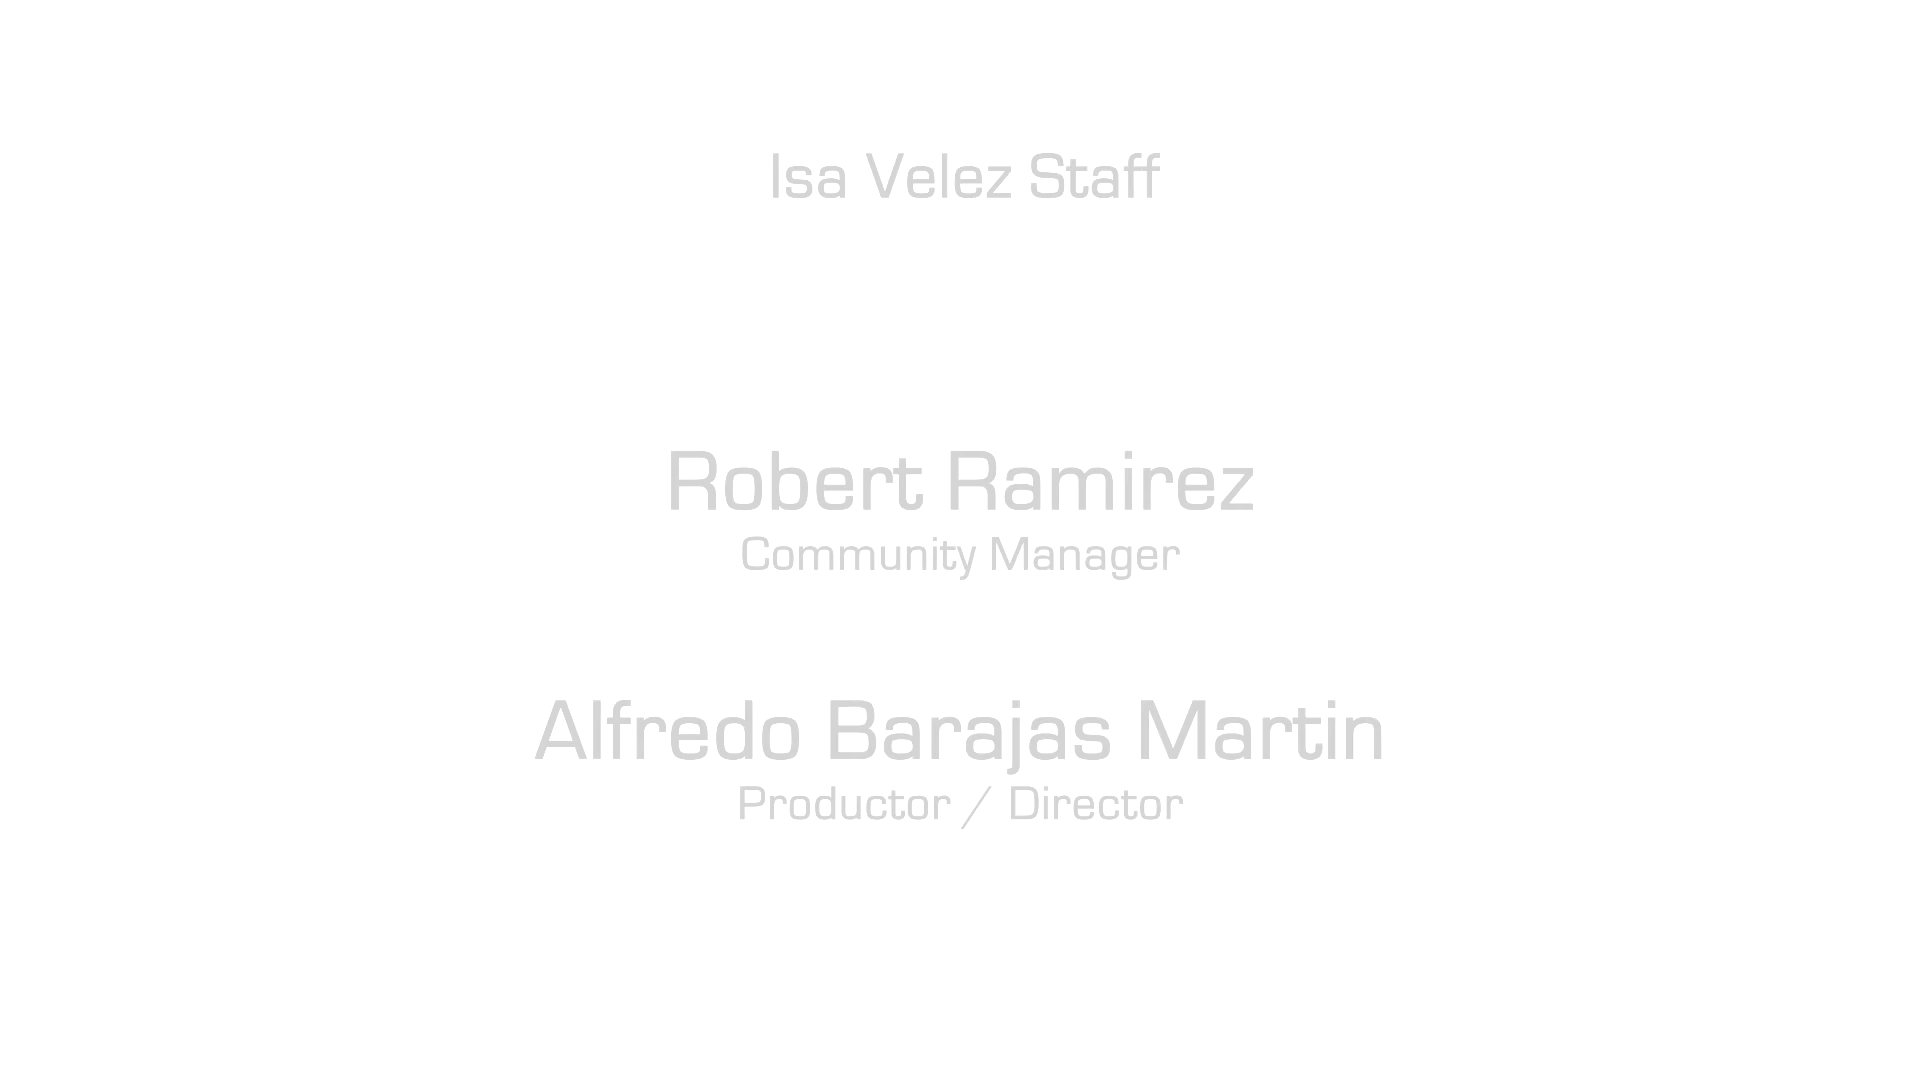 Isa Velez Staff
Robert Ramirez
Community Manager
Alfredo Barajas Martin
Productor / Director